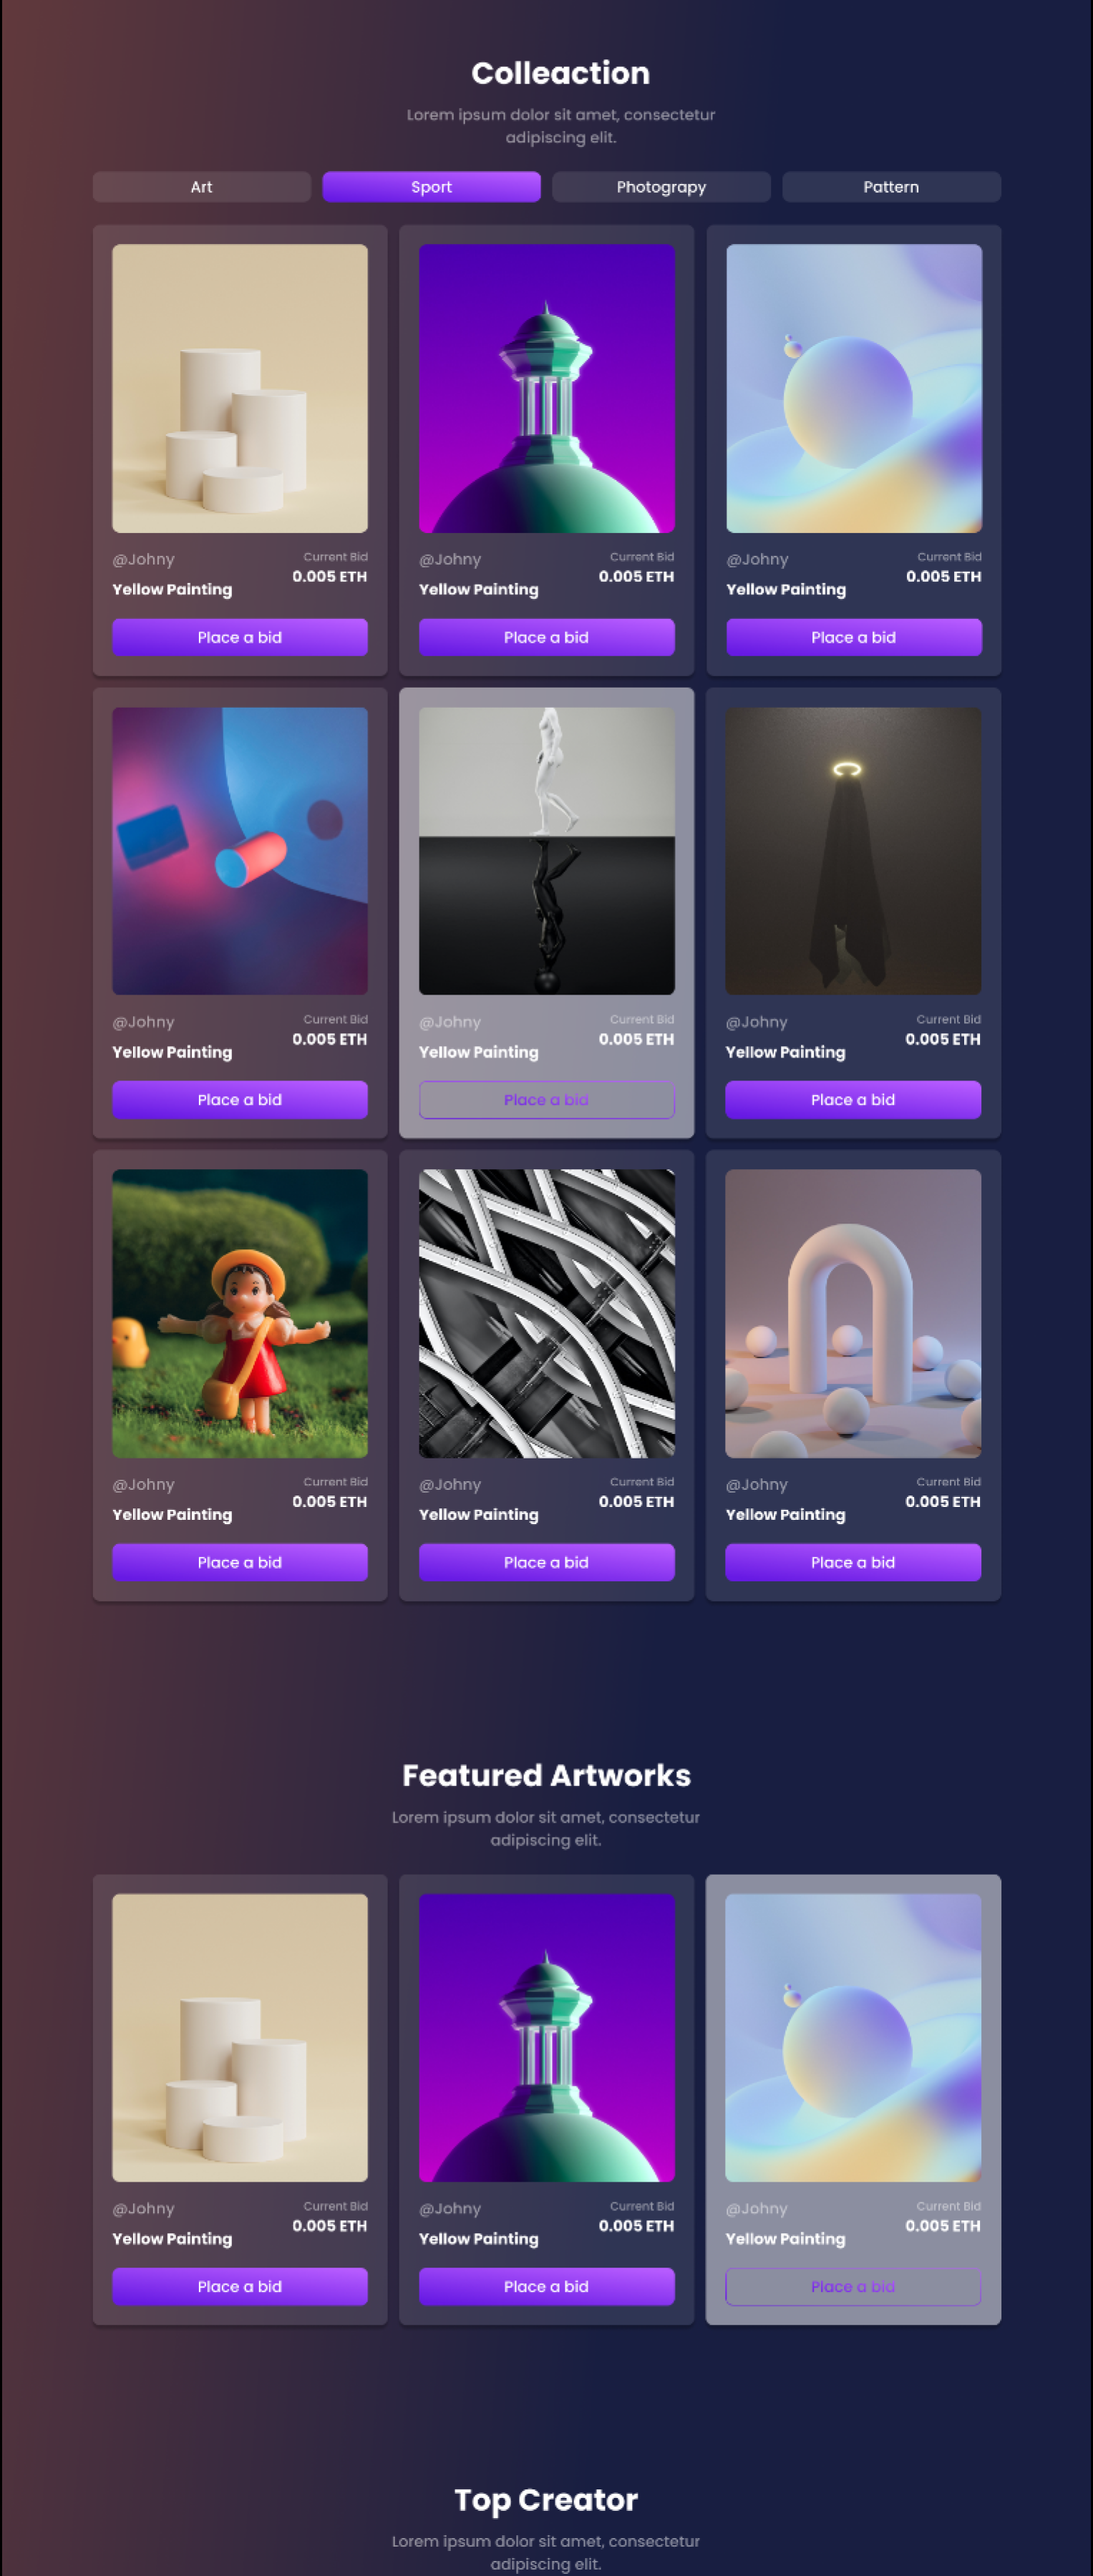 Colleaction
Lorem ipsum dolor sit amet, consectetur
adipiscing elit.
Art
Sport
Photograpy
Pattern
@Johny
Current Bid
0.005 ETH
Yellow Painting
Place a bid
@Johny
Current Bid
0.005 ETH
Yellow Painting
Place a bid
@Johny
Current Bid
0.005 ETH
Yellow Painting
Place a bid
@Johny
Current Bid
0.005 ETH
Yellow Painting
Place a bid
@Johny
Current Bid
0.005 ETH
Yellow Painting
Place a bid
@Johny
Current Bid
0.005 ETH
Yellow Painting
Place a bid
@Johny
Current Bid
0.005 ETH
Yellow Painting
Place a bid
@Johny
Current Bid
0.005 ETH
Yellow Painting
Place a bid
@Johny
Current Bid
0.005 ETH
Yellow Painting
Place a bid
Featured Artworks
Lorem ipsum dolor sit amet, consectetur
adipiscing elit.
@Johny
Current Bid
0.005 ETH
Yellow Painting
Place a bid
@Johny
Current Bid
0.005 ETH
Yellow Painting
Place a bid
@Johny
Current Bid
0.005 ETH
Yellow Painting
Place a bid
Top Creator
Lorem ipsum dolor sit amet, consectetur
adipiscing elit.